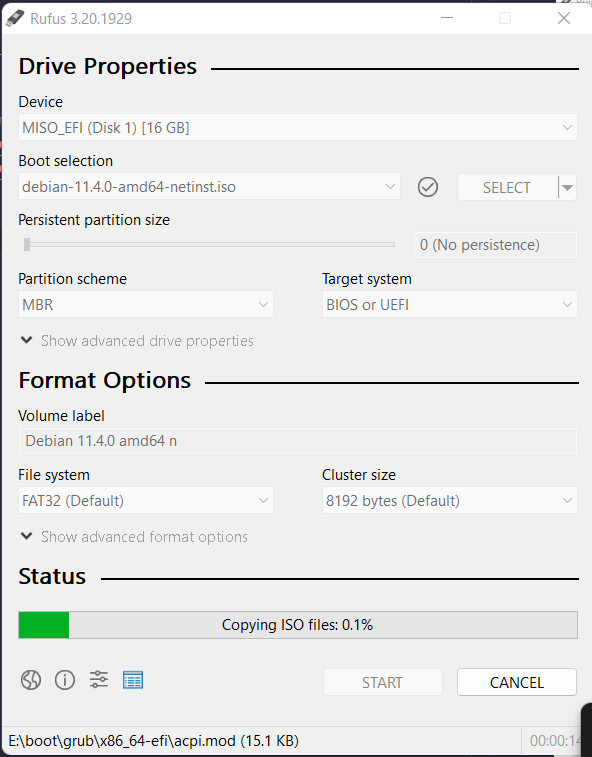 Rufus 3.20.1929
Drive Properties
Device
MISO_EFI (Disk 1) [16 GB]
Boot selection
debian-11.4.0-amd64-netinst.iso
SELECT
Persistent partition size
0 (No persistence)
Partition scheme
Target system
MBR
BIOS or UEFI
Show advanced drive properties
Format Options
Volume label
Debian 11.4.0 amd64 n
File system
Cluster size
FAT32 (Default)
8192 bytes (Default)
Show advanced format options
Status
Copying ISO files: 0.1%
START
CANCEL
E:\boot\grub\x86_64-efi\acpi.mod (15.1 KB)
00:00:14